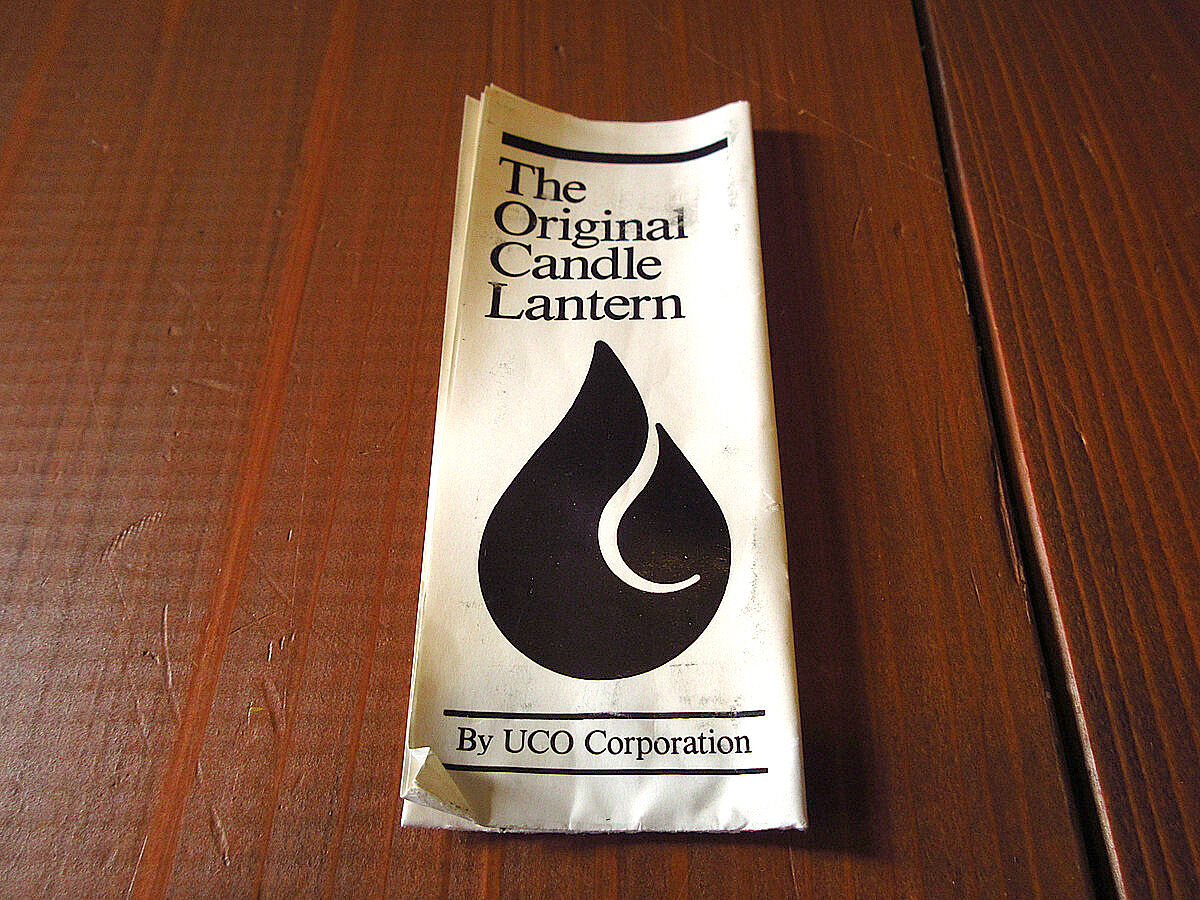 The
Original
Candle
Lantern
By UCO Corporation